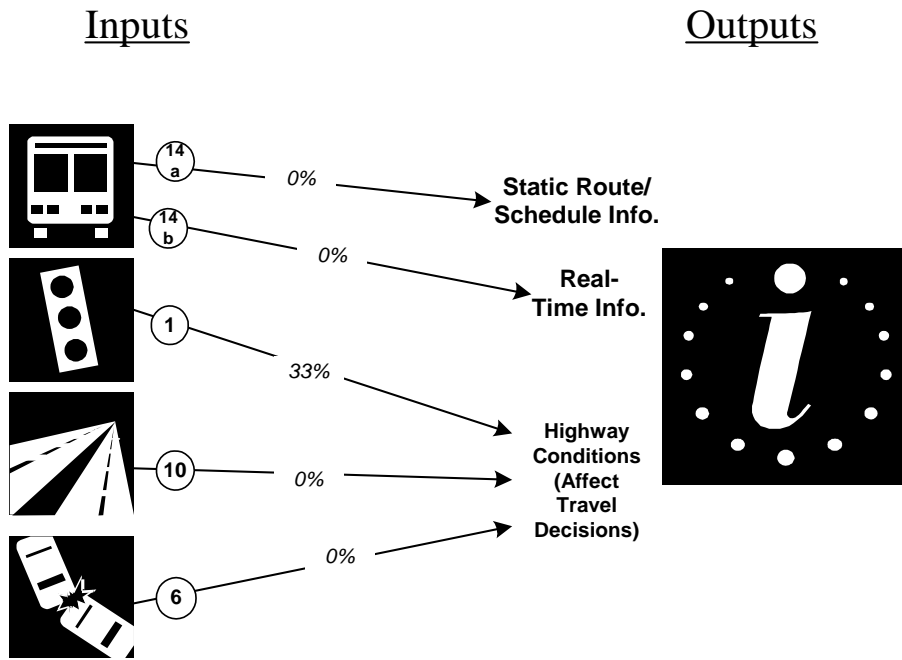 Inputs
Outputs
14
a
0%
Static Route/
Schedule Info.
14
b
0%
Real-
Time Info.
1
33%
Highway
Conditions
(Affect
Travel
Decisions)
10
0%
0%
6
i